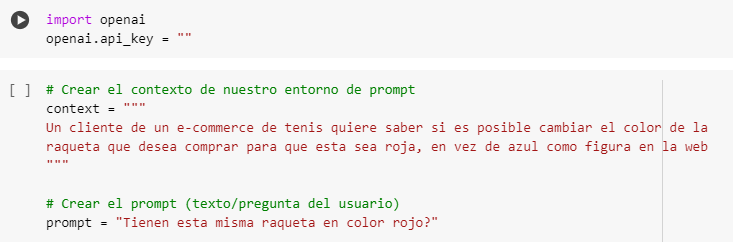 import openai
openai.api_key = ""
[ ] # Crear el contexto de nuestro entorno de prompt
context = """
Un cliente de un e-commerce de tenis quiere saber si es posible cambiar el color de la
raqueta que desea comprar para que esta sea roja, en vez de azul como figura en la web
"""
# Crear el prompt (texto/pregunta del usuario)
prompt = "Tienen esta misma raqueta en color rojo?"